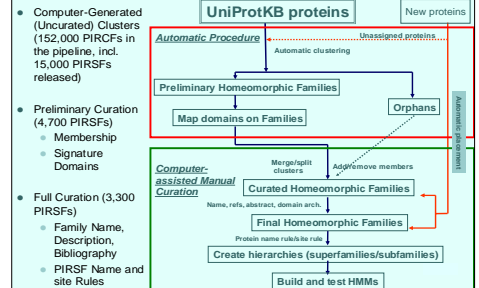 • Computer-Generated
(Uncurated) Clusters
(152,000 PIRCFs in
the pipeline, incl.
15,000 PIRSFs
released)
• Preliminary Curation
(4,700 PIRSFs)
• Membership
• Signature
Domains
• Full Curation (3,300
PIRSFs)
• Family Name,
Description,
Bibliography
• PIRSF Name and
site Rules
UniProtKB proteins
New proteins
Automatic Procedure
Unassigned proteins
Automatic clustering
Preliminary Homeomorphic Families
Orphans
Map domains on Families
Automatic placement
Computer-
assisted Manual
Curation
Merge/split
clusters
Add/remove members
Curated Homeomorphic Families
Name, refs, abstract, domain arch.
Final Homeomorphic Families
Protein name rule/site rule
Create hierarchies (superfamilies/subfamilies)
Build and test HMMs